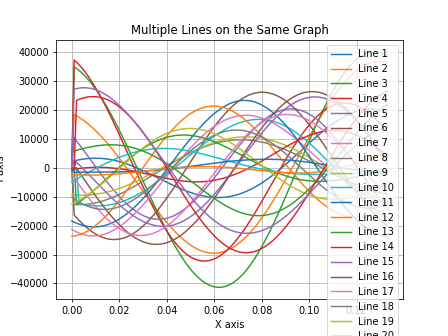 Multiple Lines on the Same Graph
40000
30000
20000
10000
0
−10000
−20000
−30000
−40000
0.00
0.02
0.04
0.06
0.08
0.10
X axis
Line 1
Line 2
Line 3
Line 4
Line 5
Line 6
Line 7
Line 8
Line 9
Line 10
Line 11
Line 12
Line 13
Line 14
Line 15
Line 16
Line 17
Line 18
Line 19
Line 20